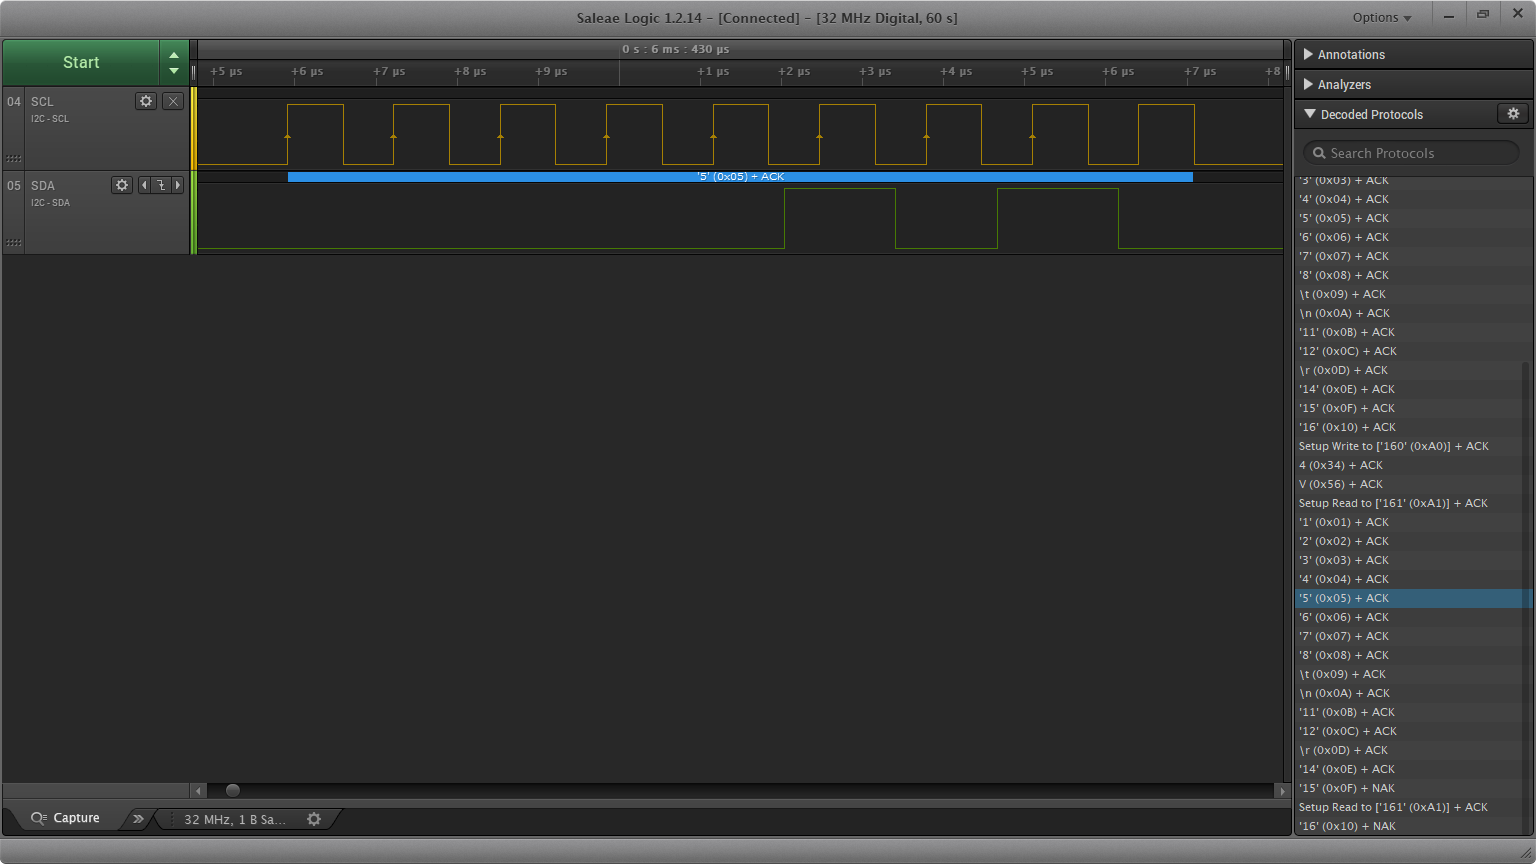 Saleae Logic 1.2.14 - [Connected] - [32 MHz Digital, 60 s]
Options
Start
0 s : 6 ms : 430 µs
+5 µs +6 µs +7 µs +8 µs +9 µs +1 µs +2 µs +3 µs +4 µs +5 µs +6 µs +7 µs +8
04 SCL
I2C - SCL
'5' (0x05) + ACK
05 SDA
I2C - SDA
Capture
32 MHz, 1 B Sa...
Annotations
Analyzers
Decoded Protocols
Search Protocols
'3' (0x03) + ACK
'4' (0x04) + ACK
'5' (0x05) + ACK
'6' (0x06) + ACK
'7' (0x07) + ACK
'8' (0x08) + ACK
\t (0x09) + ACK
\n (0x0A) + ACK
'11' (0x0B) + ACK
'12' (0x0C) + ACK
\r (0x0D) + ACK
'14' (0x0E) + ACK
'15' (0x0F) + ACK
'16' (0x10) + ACK
Setup Write to ['160' (0xA0)] + ACK
4 (0x34) + ACK
V (0x56) + ACK
Setup Read to ['161' (0xA1)] + ACK
'1' (0x01) + ACK
'2' (0x02) + ACK
'3' (0x03) + ACK
'4' (0x04) + ACK
'5' (0x05) + ACK
'6' (0x06) + ACK
'7' (0x07) + ACK
'8' (0x08) + ACK
\t (0x09) + ACK
\n (0x0A) + ACK
'11' (0x0B) + ACK
'12' (0x0C) + ACK
\r (0x0D) + ACK
'14' (0x0E) + ACK
'15' (0x0F) + NAK
Setup Read to ['161' (0xA1)] + ACK
'16' (0x10) + NAK